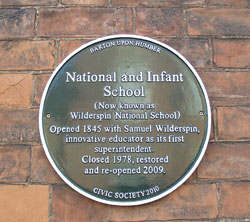 BARTON UPON HUMBER
National and Infant
School
(Now known as
Wilderspin National School)
Opened 1845 with Samuel Wilderspin,
innovative educator as its first
superintendent.
Closed 1978, restored
and re-opened 2009.
CIVIC SOCIETY 2010